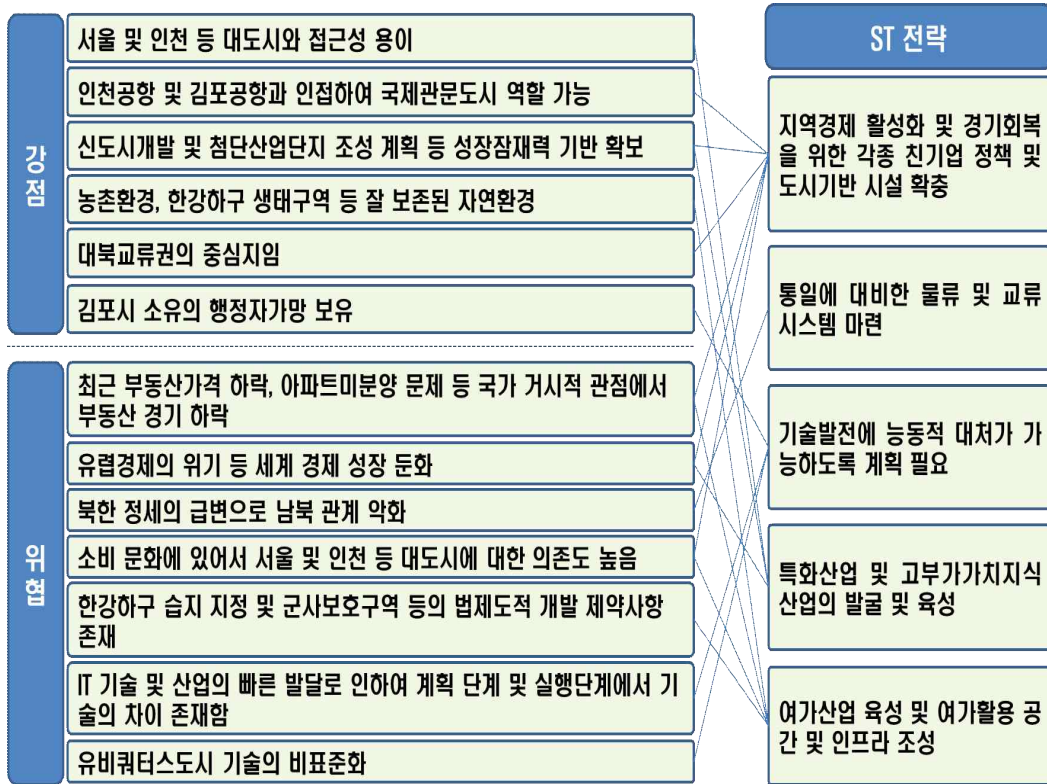 강점
서울 및 인천 등 대도시와 접근성 용이
인천공항 및 김포공항과 인접하여 국제관문도시 역할 가능
신도시개발 및 첨단산업단지 조성 계획 등 성장잠재력 기반 확보
농촌환경, 한강하구 생태구역 등 잘 보존된 자연환경
대북교류권의 중심지임
김포시 소유의 행정자가망 보유
위협
최근 부동산가격 하락, 아파트미분양 문제 등 국가 거시적 관점에서
부동산 경기 하락
유렵경제의 위기 등 세계 경제 성장 둔화
북한 정세의 급변으로 남북 관계 악화
소비 문화에 있어서 서울 및 인천 등 대도시에 대한 의존도 높음
한강하구 습지 지정 및 군사보호구역 등의 법제도적 개발 제약사항
존재
IT 기술 및 산업의 빠른 발달로 인하여 계획 단계 및 실행단계에서 기
술의 차이 존재함
유비쿼터스도시 기술의 비표준화
ST 전략
지역경제 활성화 및 경기회복
을 위한 각종 친기업 정책 및
도시기반 시설 확충
통일에 대비한 물류 및 교류
시스템 마련
기술발전에 능동적 대처가 가
능하도록 계획 필요
특화산업 및 고부가가치지식
산업의 발굴 및 육성
여가산업 육성 및 여가활용 공
간 및 인프라 조성